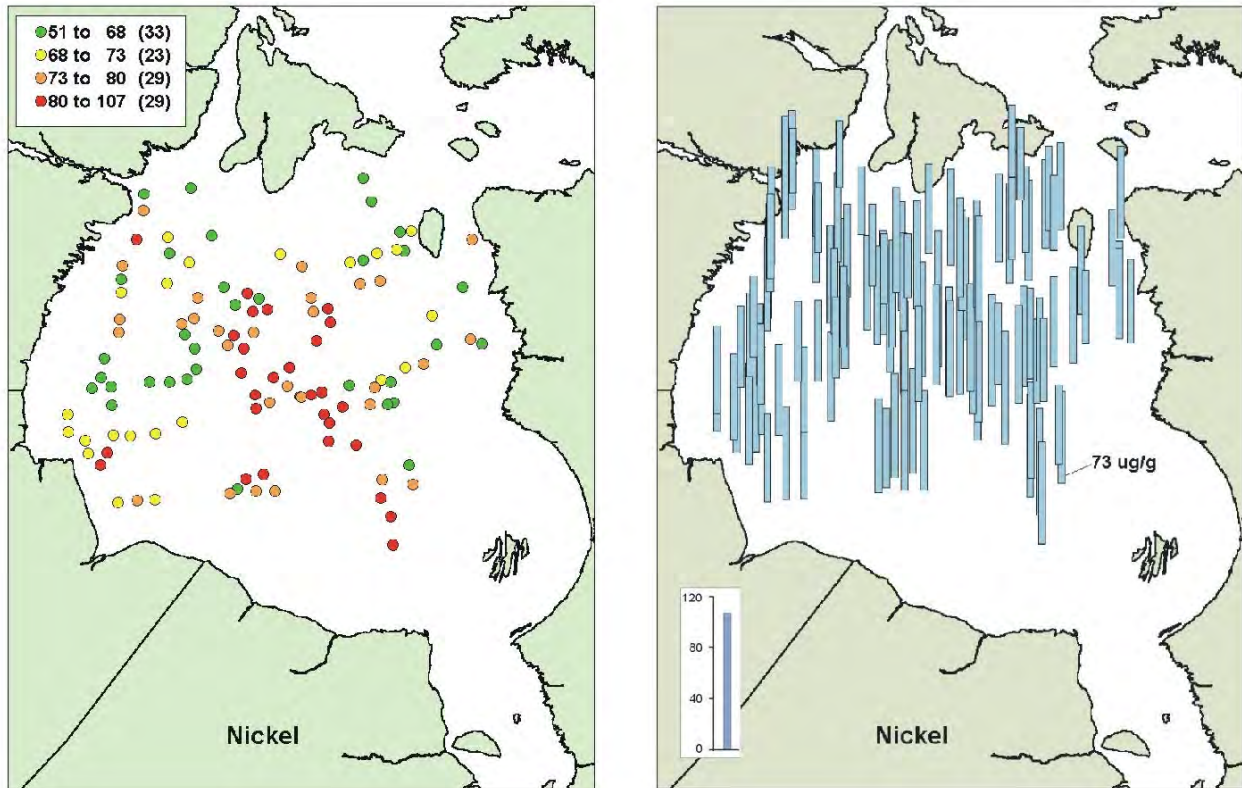 51 to 68 (33)
68 to 73 (23)
73 to 80 (29)
80 to 107 (29)
Nickel
73 ug/g
120
80
40
0
Nickel